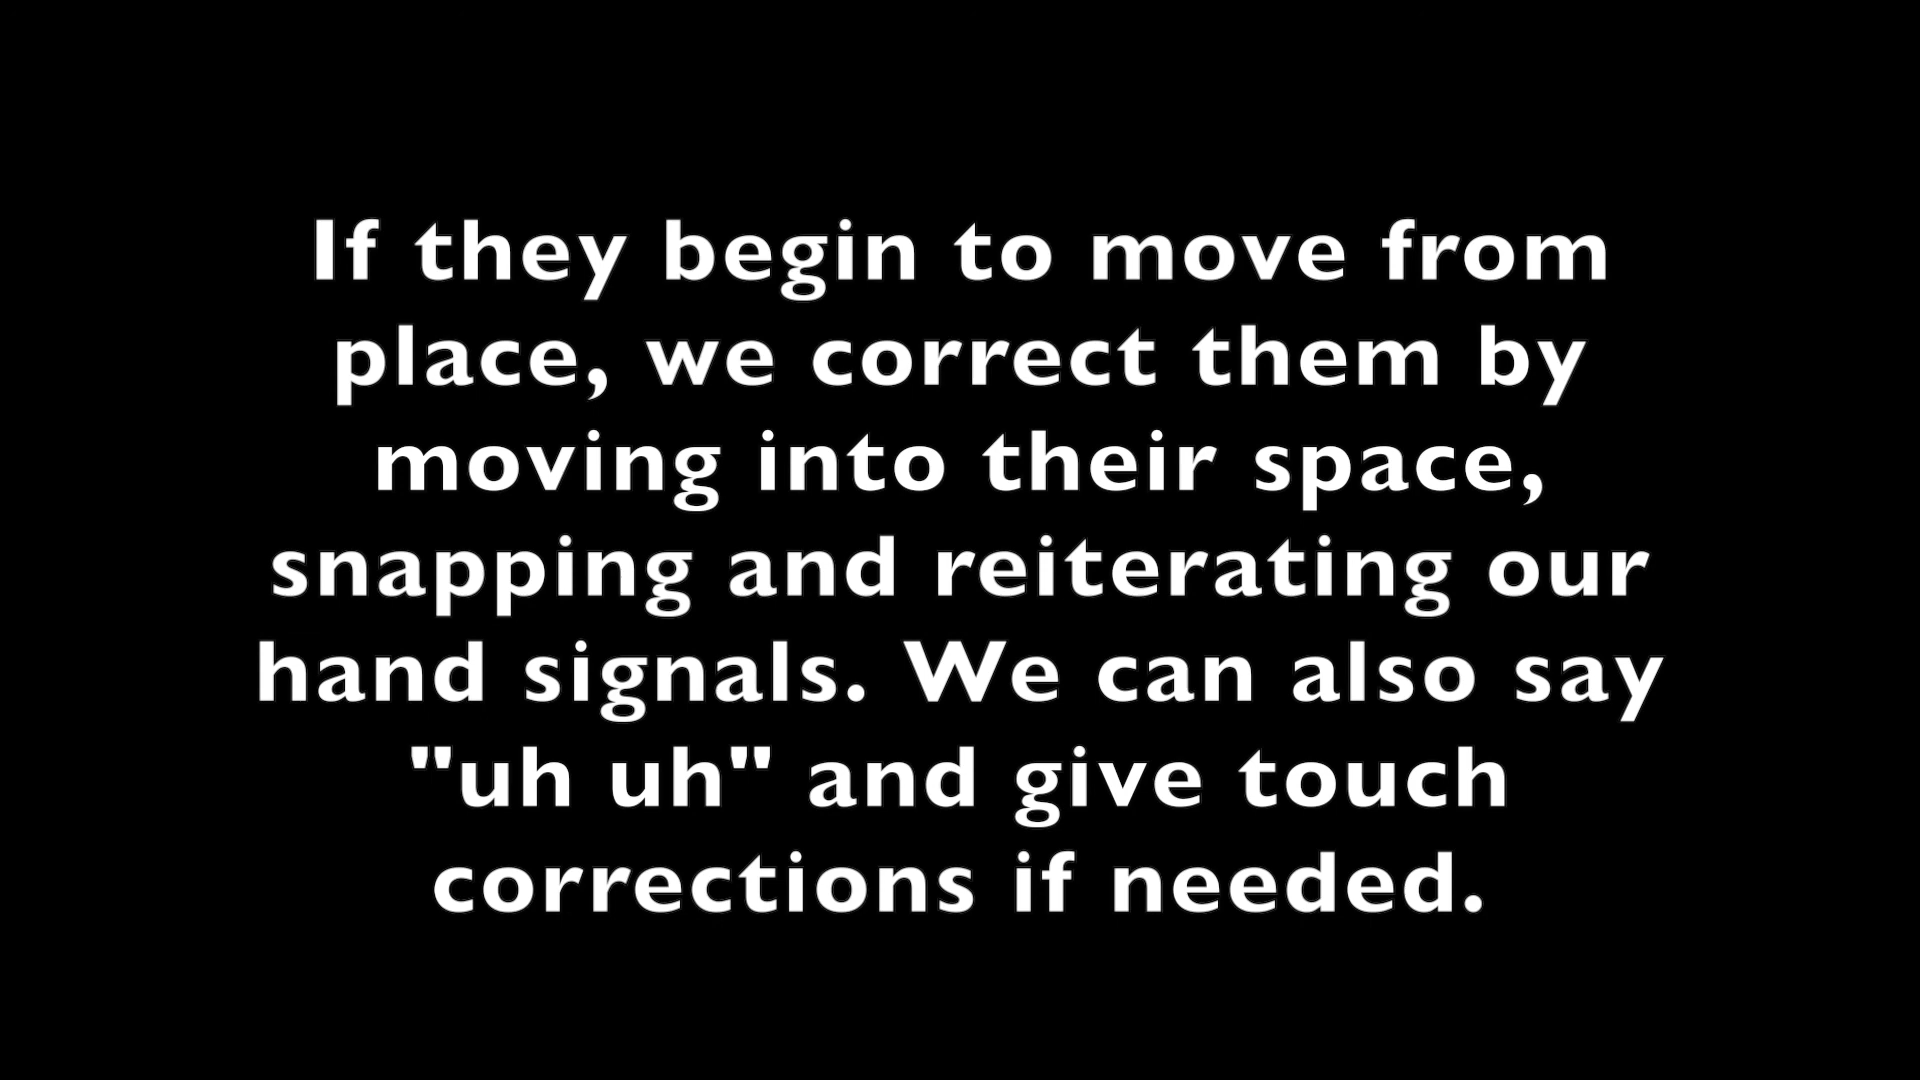 If they begin to move from
place, we correct them by
moving into their space,
snapping and reiterating our
hand signals. We can also say
"uh uh" and give touch
corrections if needed.